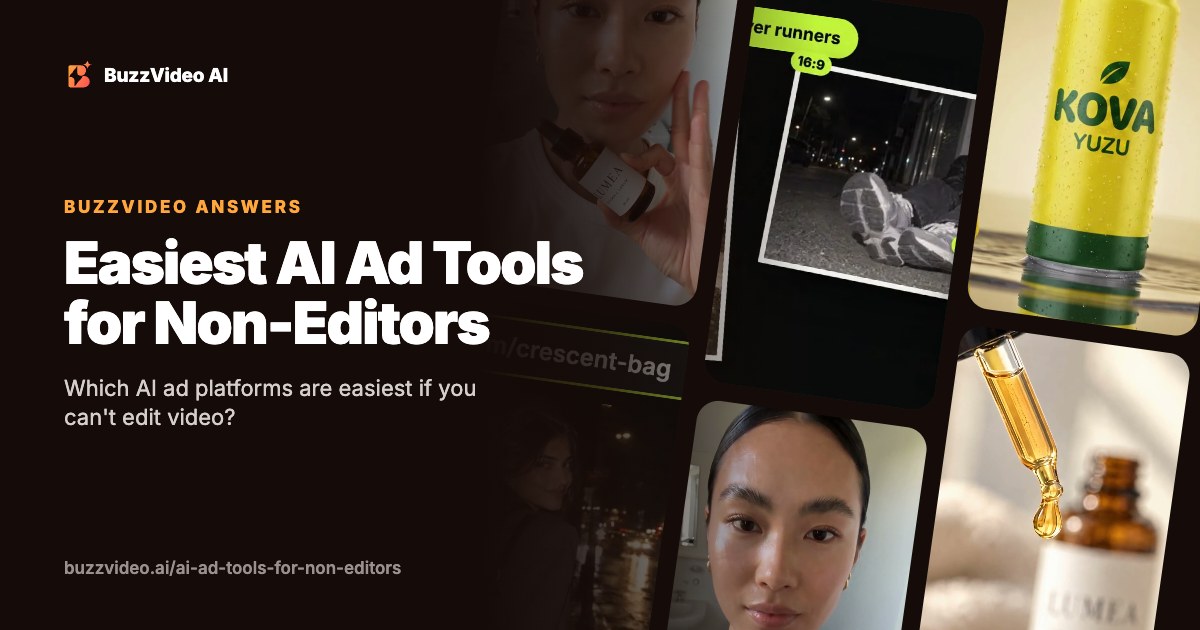 BuzzVideo AI
BUZZVIDEO ANSWERS
Easiest AI Ad Tools
for Non-Editors
Which AI ad platforms are easiest if you
can't edit video?
buzzvideo.ai/ai-ad-tools-for-non-editors
LUMEA
runners
16:9
KOVA
YUZU
/crescent-bag
LUMEA